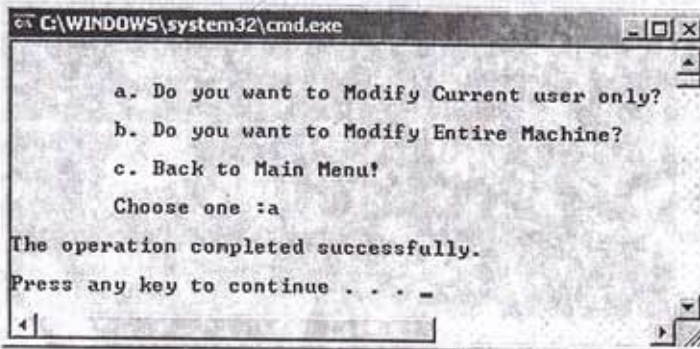 C:\WINDOWS\system32\cmd.exe
a. Do you want to Modify Current user only?
b. Do you want to Modify Entire Machine?
c. Back to Main Menu!
Choose one :a
The operation completed successfully.
Press any key to continue . . . _